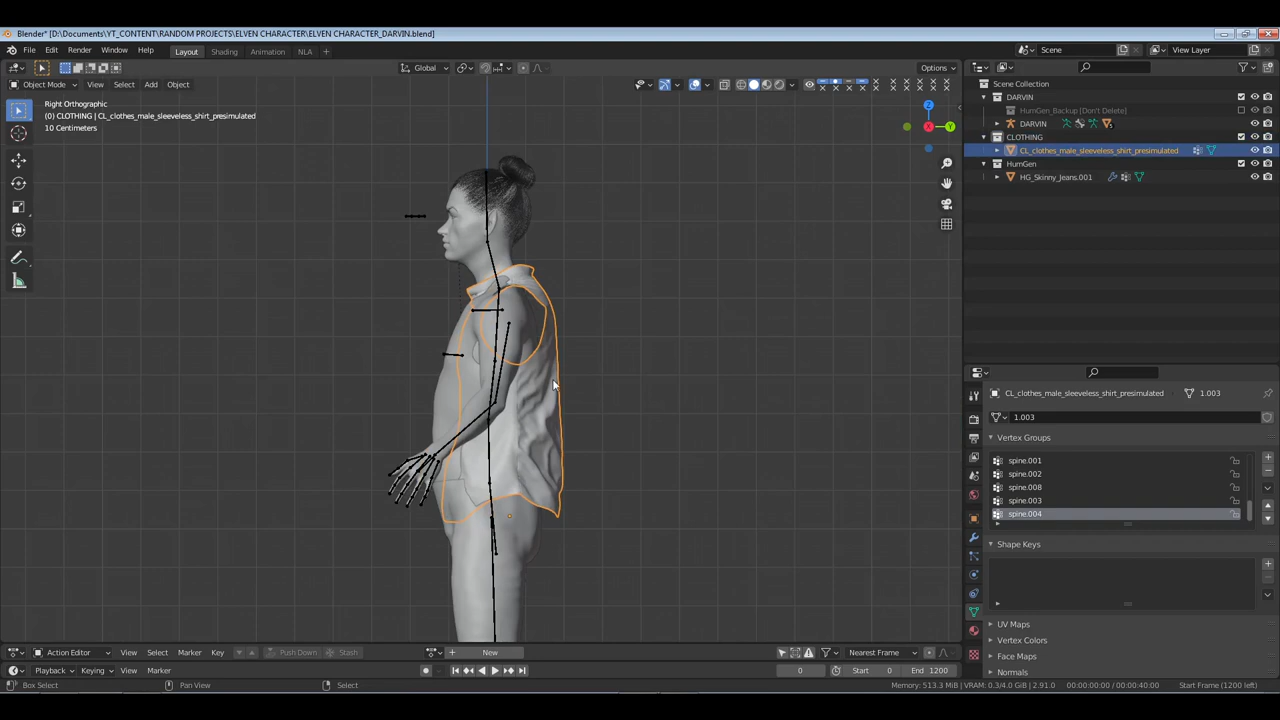 Blender* [D:\Documents\YT_CONTENT\RANDOM PROJECTS\ELVEN CHARACTER\ELVEN CHARACTER_DARVIN.blend]
File Edit Render Window Help Layout Shading Animation NLA + Scene View Layer
Global Options
Object Mode View Select Add Object
Right Orthographic
(0) CLOTHING | CL_clothes_male_sleeveless_shirt_presimulated
10 Centimeters
Z
X
Y
Scene Collection
DARVIN
HumGen_Backup [Don't Delete]
DARVIN 5
CLOTHING
CL_clothes_male_sleeveless_shirt_presimulated
HumGen
HG_Skinny_Jeans.001
CL_clothes_male_sleeveless_shirt_presimulated 1.003
1.003
Vertex Groups
spine.001
spine.002
spine.008
spine.003
spine.004
Shape Keys
UV Maps
Vertex Colors
Face Maps
Normals
Action Editor View Select Marker Key Push Down Stash New Nearest Frame
Playback Keying View Marker 0 Start 0 End 1200
Box Select Pan View Select Memory: 513.3 MiB | VRAM: 0.3/4.0 GiB | 2.91.0 00:00:00:00 / 00:00:40:00 Start Frame (1200 left)